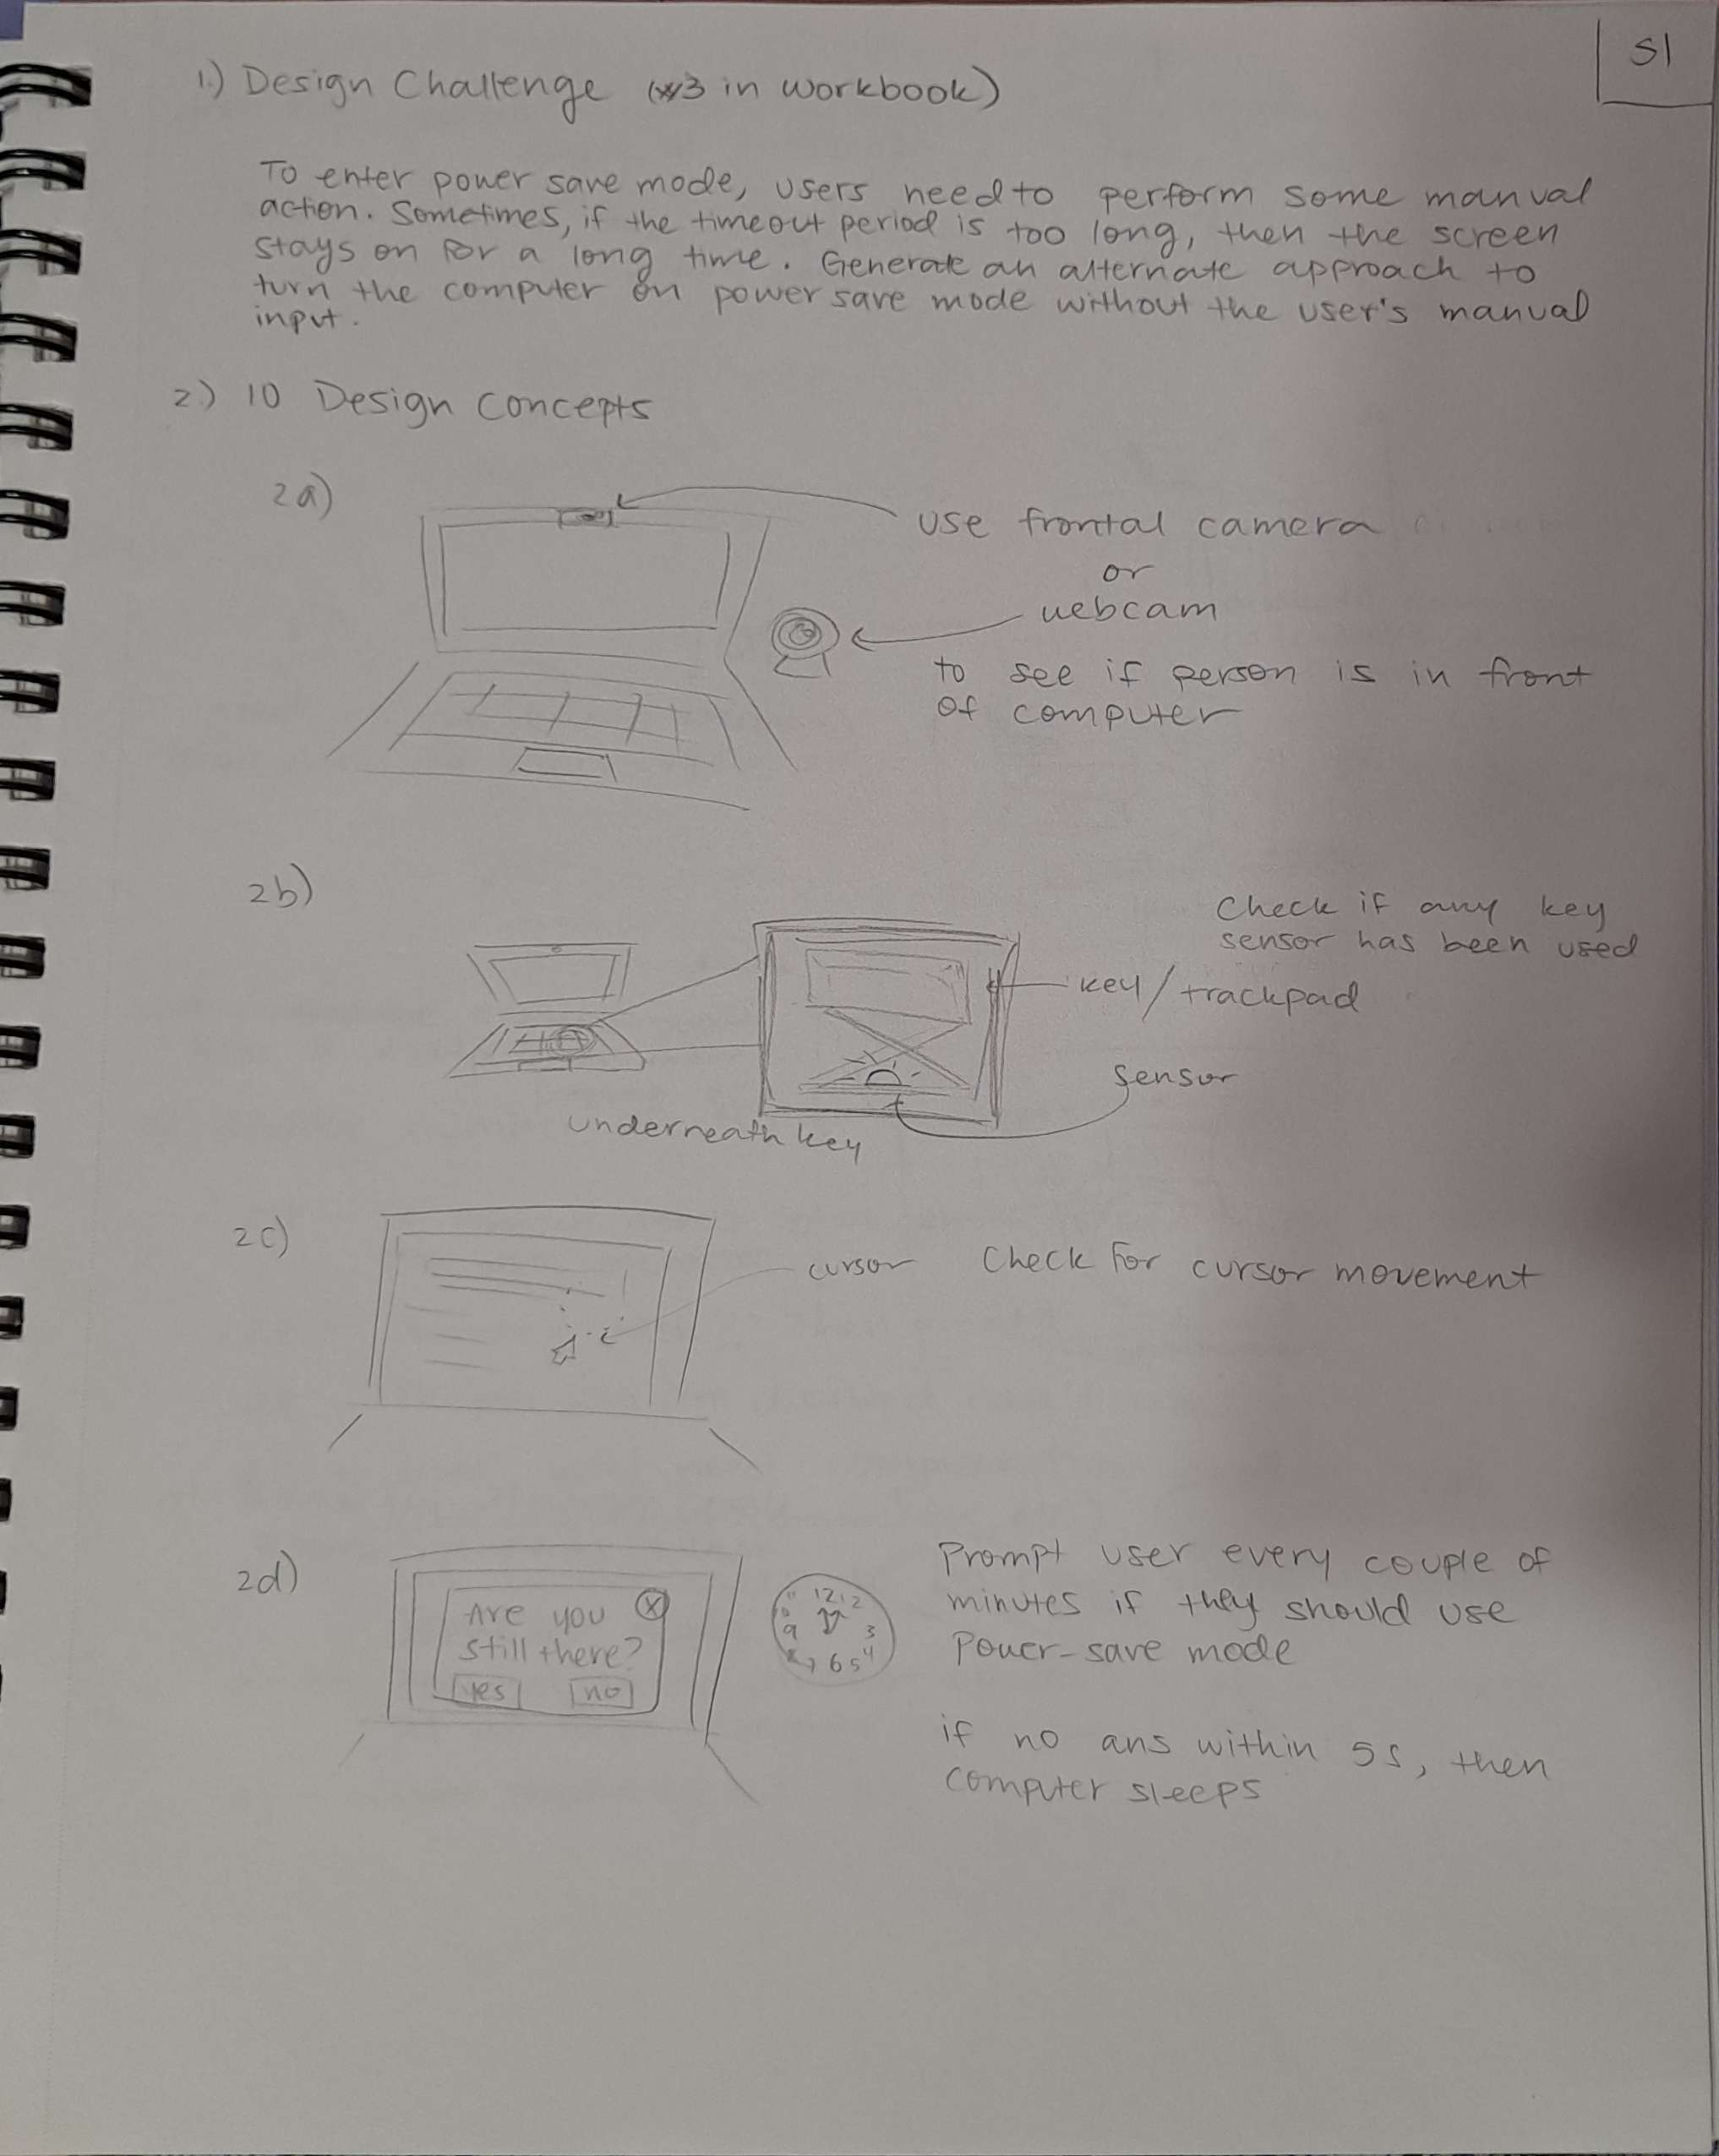 S1
1.) Design Challenge (#3 in workbook)
To enter power save mode, users need to perform some manual
action. Sometimes, if the timeout period is too long, then the screen
stays on for a long time. Generate an alternate approach to
turn the computer on power save mode without the user's manual
input.
2.) 10 Design Concepts
2a)
use frontal camera
or
webcam
to see if person is in front
of computer
2b)
Check if any key
sensor has been used
key/trackpad
sensor
underneath key
2c)
cursor
Check for cursor movement
2d)
Are you
still there?
yes no
12 1 2
9 3
6 5 4
Prompt user every couple of
minutes if they should use
Power-save mode
if no ans within 5s, then
computer sleeps